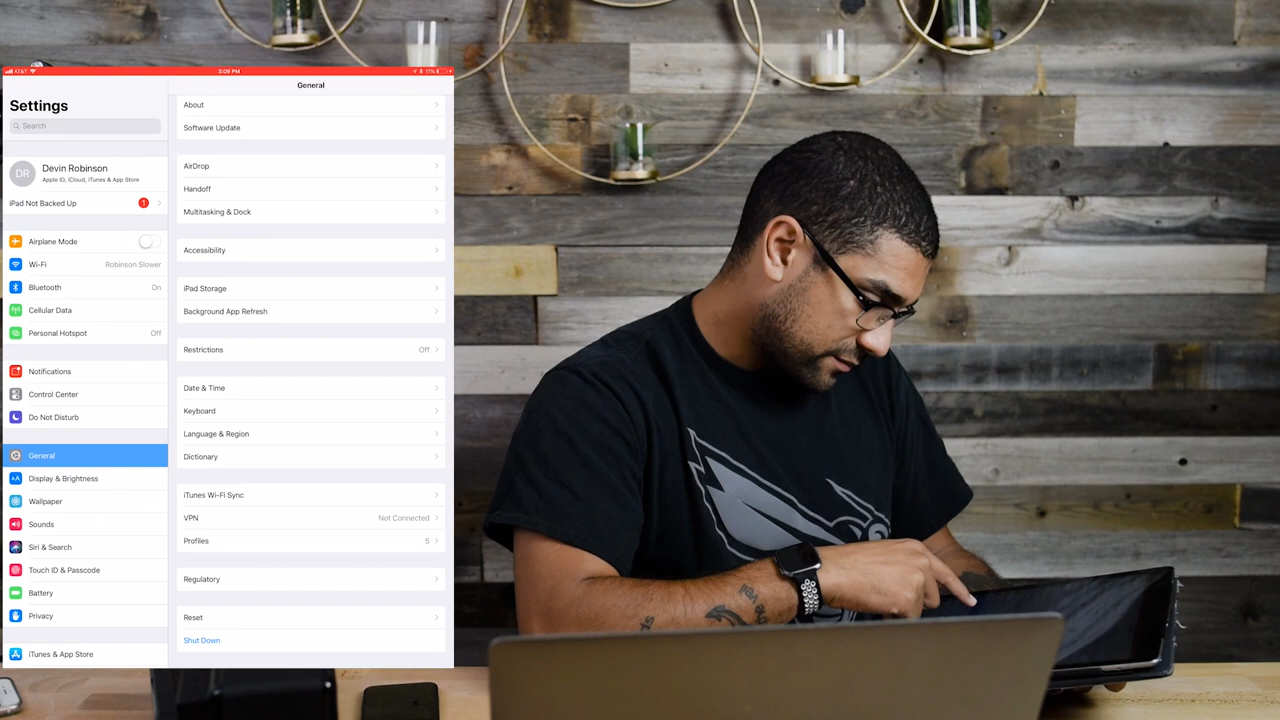 AT&T
3:09 PM
11%
Settings
Search
DR
Devin Robinson
Apple ID, iCloud, iTunes & App Store
iPad Not Backed Up
1
Airplane Mode
Wi-Fi
Robinson Slower
Bluetooth
On
Cellular Data
Personal Hotspot
Off
Notifications
Control Center
Do Not Disturb
General
AA
Display & Brightness
Wallpaper
Sounds
Siri & Search
Touch ID & Passcode
Battery
Privacy
iTunes & App Store
General
About
Software Update
AirDrop
Handoff
Multitasking & Dock
Accessibility
iPad Storage
Background App Refresh
Restrictions
Off
Date & Time
Keyboard
Language & Region
Dictionary
iTunes Wi-Fi Sync
VPN
Not Connected
Profiles
5
Regulatory
Reset
Shut Down